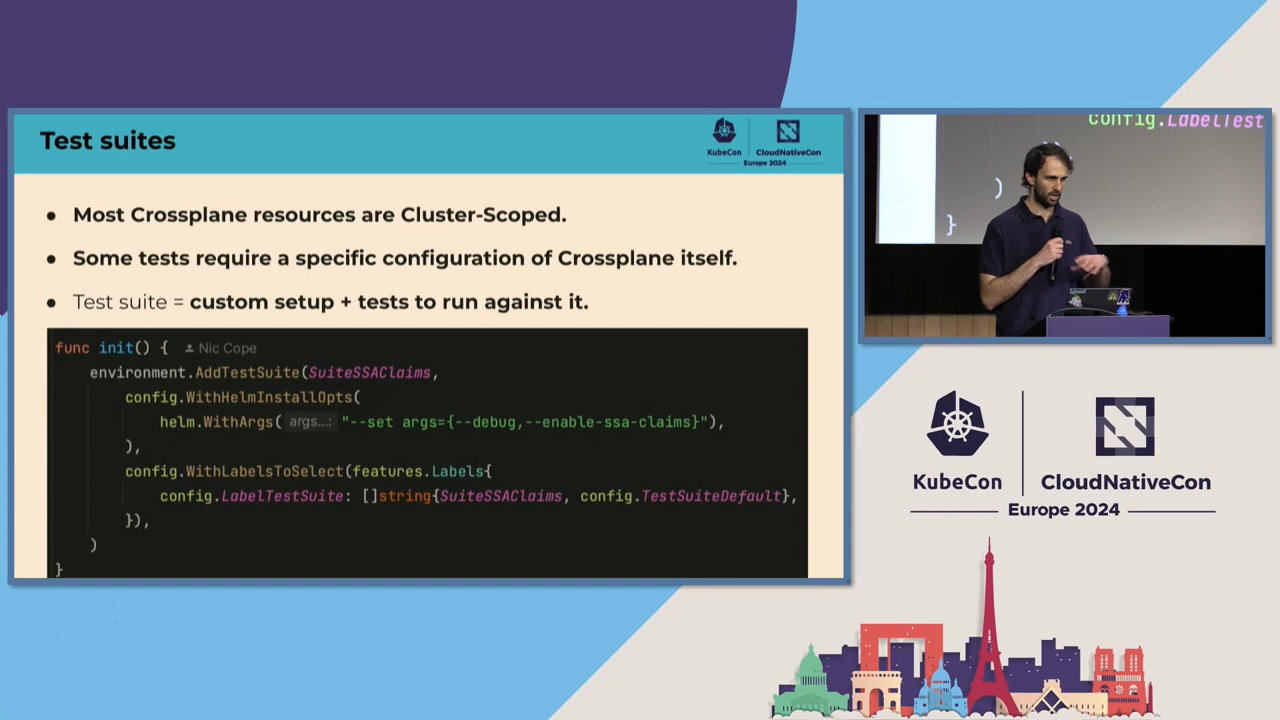 Test suites
KubeCon
CloudNativeCon
Europe 2024
● Most Crossplane resources are Cluster-Scoped.
● Some tests require a specific configuration of Crossplane itself.
● Test suite = custom setup + tests to run against it.
func init() { Nic Cope
environment.AddTestSuite(SuiteSSAClaims,
config.WithHelmInstallOpts(
helm.WithArgs( args...: "--set args={--debug,--enable-ssa-claims}"),
),
config.WithLabelsToSelect(features.Labels{
config.LabelTestSuite: []string{SuiteSSAClaims, config.TestSuiteDefault},
}),
)
}
config.LabelTest
)
}
KubeCon
CloudNativeCon
Europe 2024